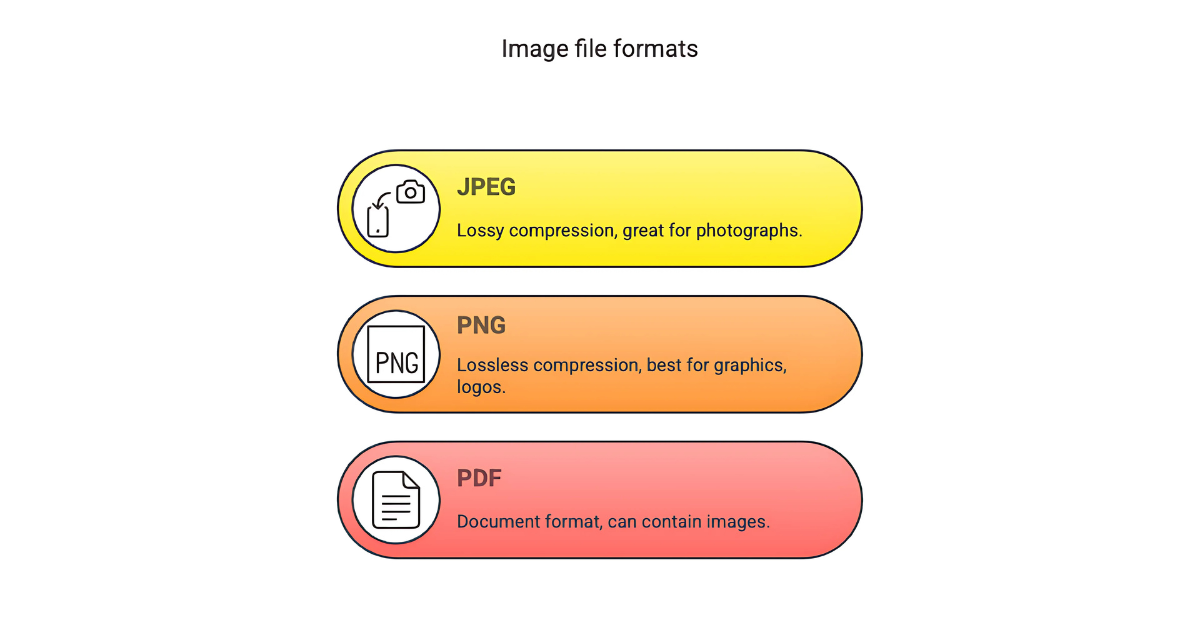 Image file formats
JPEG
Lossy compression, great for photographs.
PNG
PNG
Lossless compression, best for graphics,
logos.
PDF
Document format, can contain images.